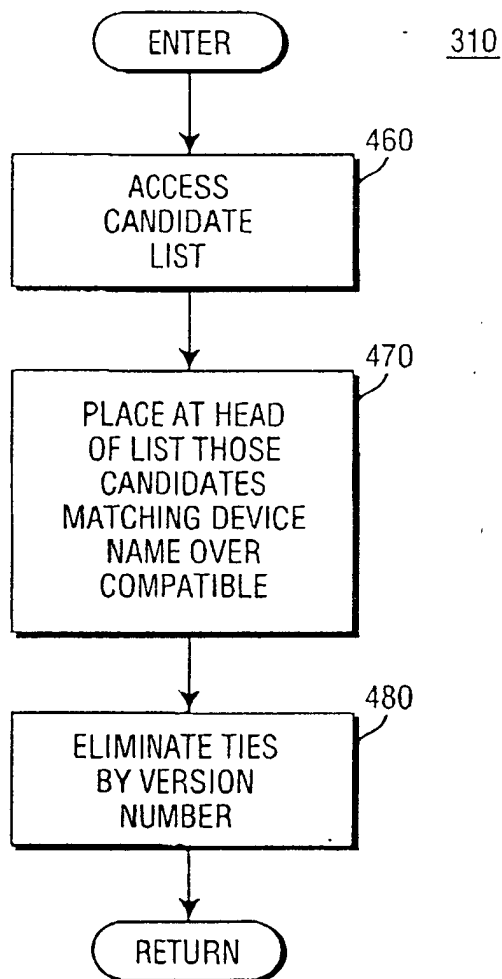 ENTER
310
460
ACCESS
CANDIDATE
LIST
470
PLACE AT HEAD
OF LIST THOSE
CANDIDATES
MATCHING DEVICE
NAME OVER
COMPATIBLE
480
ELIMINATE TIES
BY VERSION
NUMBER
RETURN